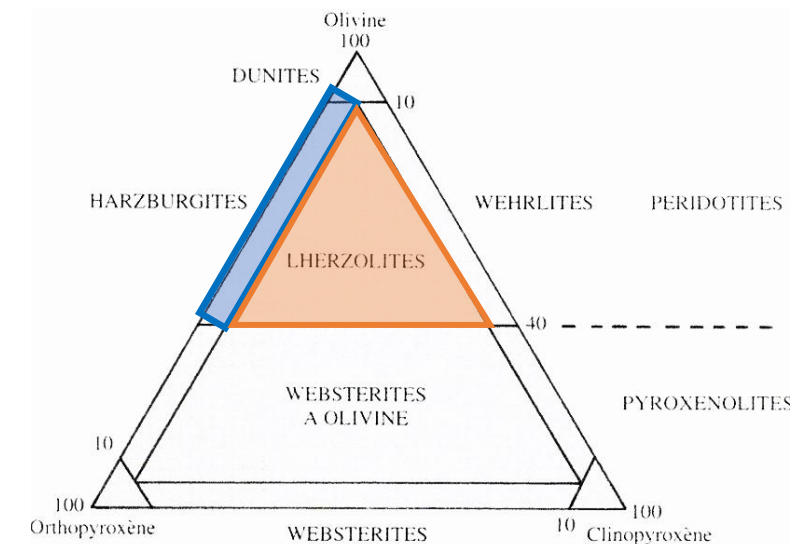 Olivine
100
DUNITES
10
HARZBURGITES
WEHRLITES
PERIDOTITES
LHERZOLITES
40
WEBSTERITES
A OLIVINE
PYROXENOLITES
10
100
Orthopyroxène
WEBSTERITES
10
100
Clinopyroxène